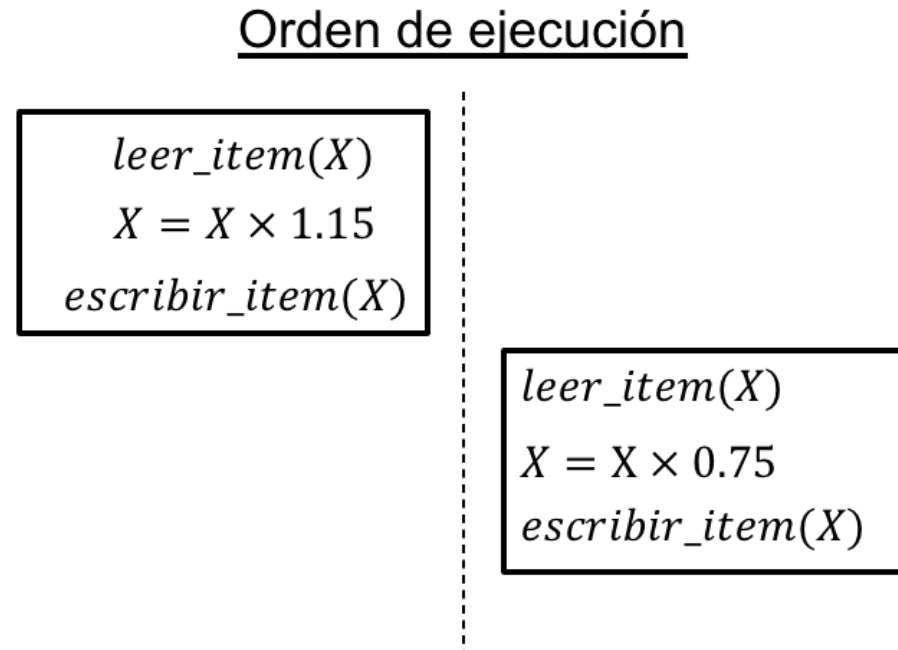 Orden de ejecución
leer_item(X)
X = X × 1.15
escribir_item(X)
leer_item(X)
X = X × 0.75
escribir_item(X)